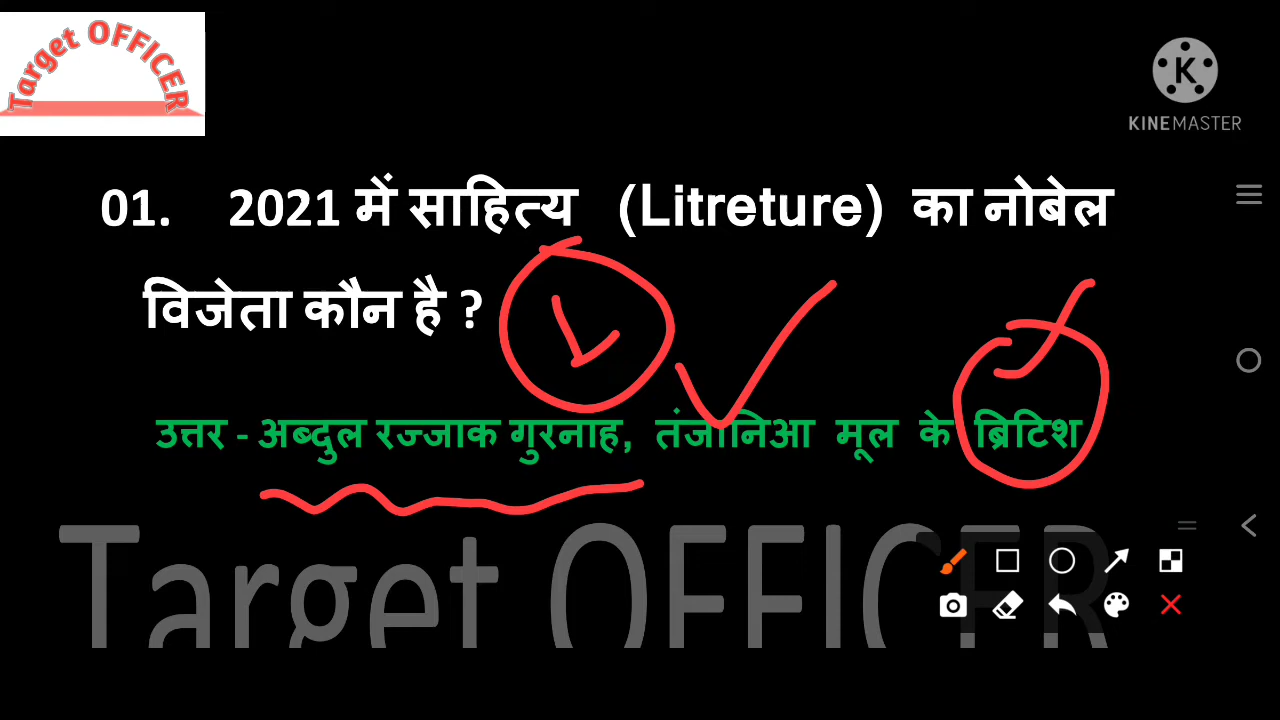 Target OFFICER
KINEMASTER
01. 2021 में साहित्य (Litreture) का नोबेल
विजेता कौन है ?
उत्तर - अब्दुल रज्जाक गुरनाह, तंजानिआ मूल के ब्रिटिश
Target OFFICER